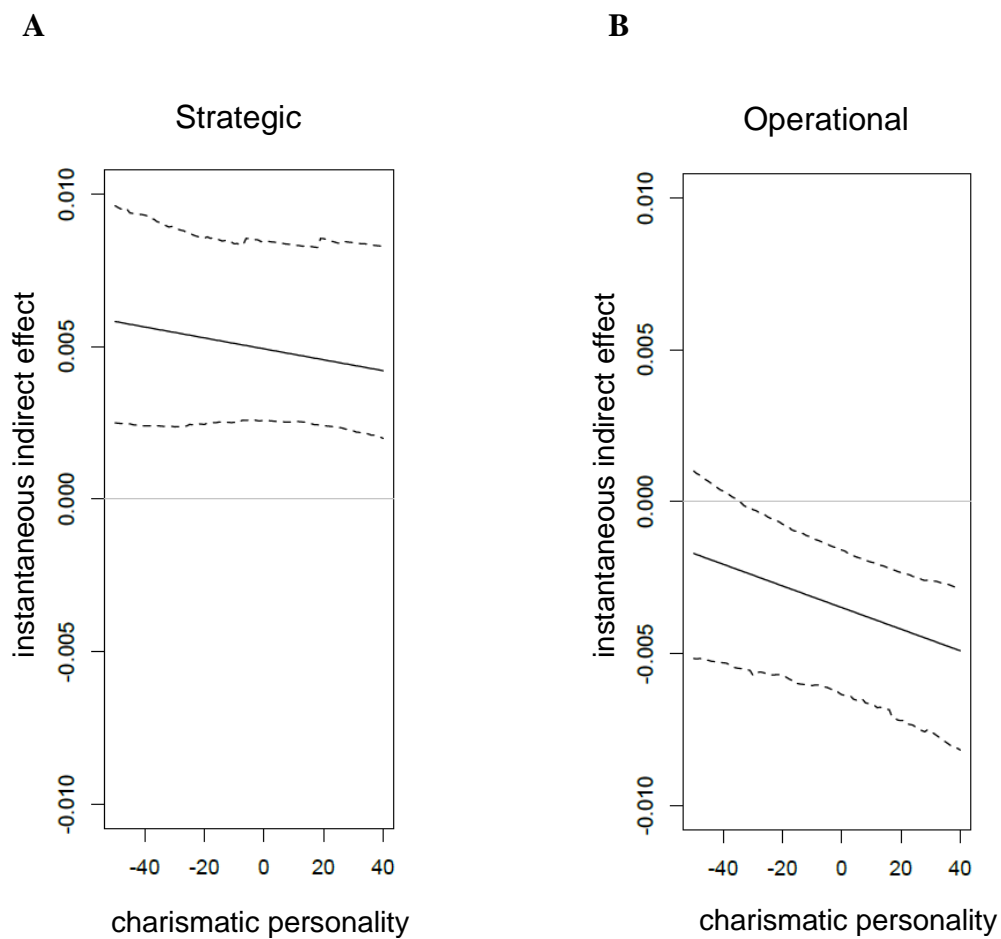 A
B
Strategic
Operational
instantaneous indirect effect
0.010
0.005
0.000
-0.005
-0.010
-40 -20 0 20 40
charismatic personality
instantaneous indirect effect
0.010
0.005
0.000
-0.005
-0.010
-40 -20 0 20 40
charismatic personality